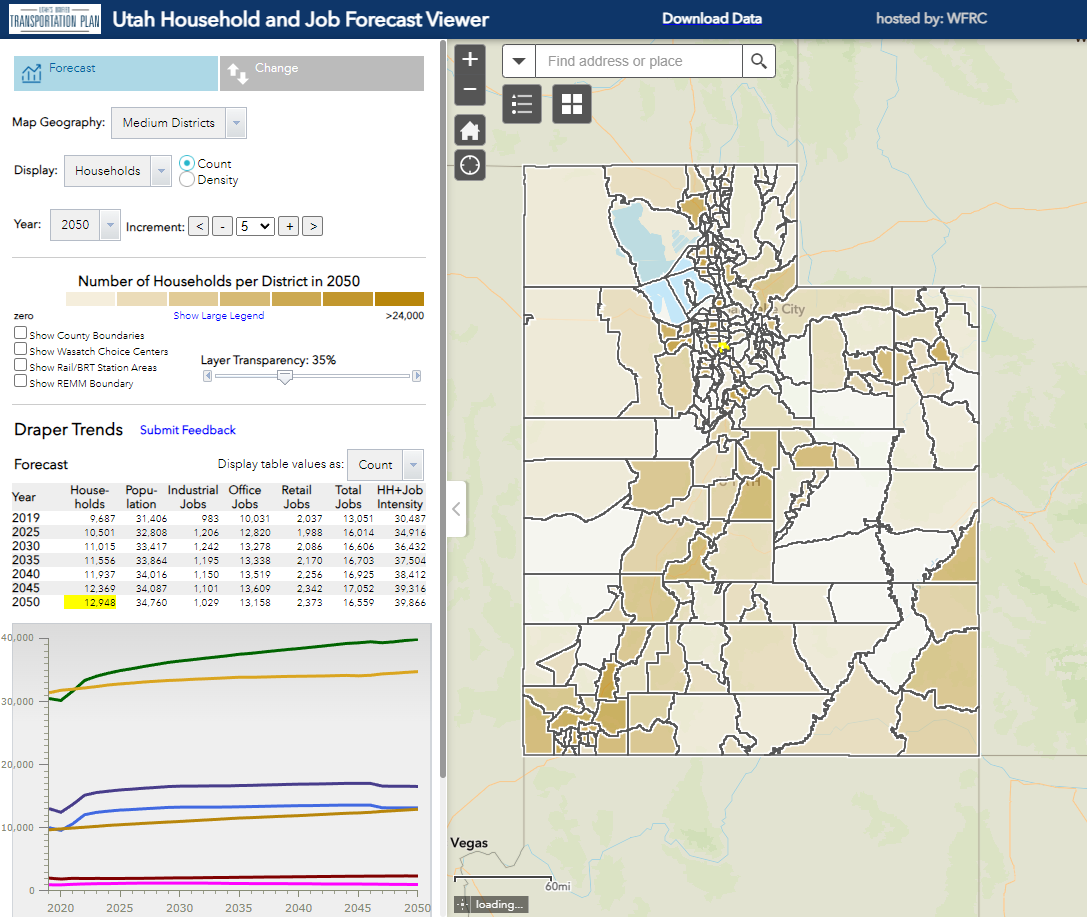 UTAH'S UNIFIED
TRANSPORTATION PLAN
Utah Household and Job Forecast Viewer
Download Data
hosted by: WFRC
Forecast
Change
Map Geography: Medium Districts
Display: Households
Count
Density
Year: 2050 Increment: < - 5 + >
Number of Households per District in 2050
zero Show Large Legend >24,000
Show County Boundaries
Show Wasatch Choice Centers
Show Rail/BRT Station Areas
Show REMM Boundary
Layer Transparency: 35%
Draper Trends Submit Feedback
Forecast Display table values as: Count
Year House-holds Popu-lation Industrial Jobs Office Jobs Retail Jobs Total Jobs HH+Job Intensity
2019 9,687 31,406 983 10,031 2,037 13,051 30,487
2025 10,501 32,808 1,206 12,820 1,988 16,014 34,916
2030 11,015 33,417 1,242 13,278 2,086 16,606 36,432
2035 11,556 33,864 1,195 13,338 2,170 16,703 37,504
2040 11,937 34,016 1,150 13,519 2,256 16,925 38,412
2045 12,369 34,087 1,101 13,609 2,342 17,052 39,316
2050 12,948 34,760 1,029 13,158 2,373 16,559 39,866
40,000
30,000
20,000
10,000
0
2020 2025 2030 2035 2040 2045 2050
+
−
Find address or place
City
Vegas
60mi
loading...